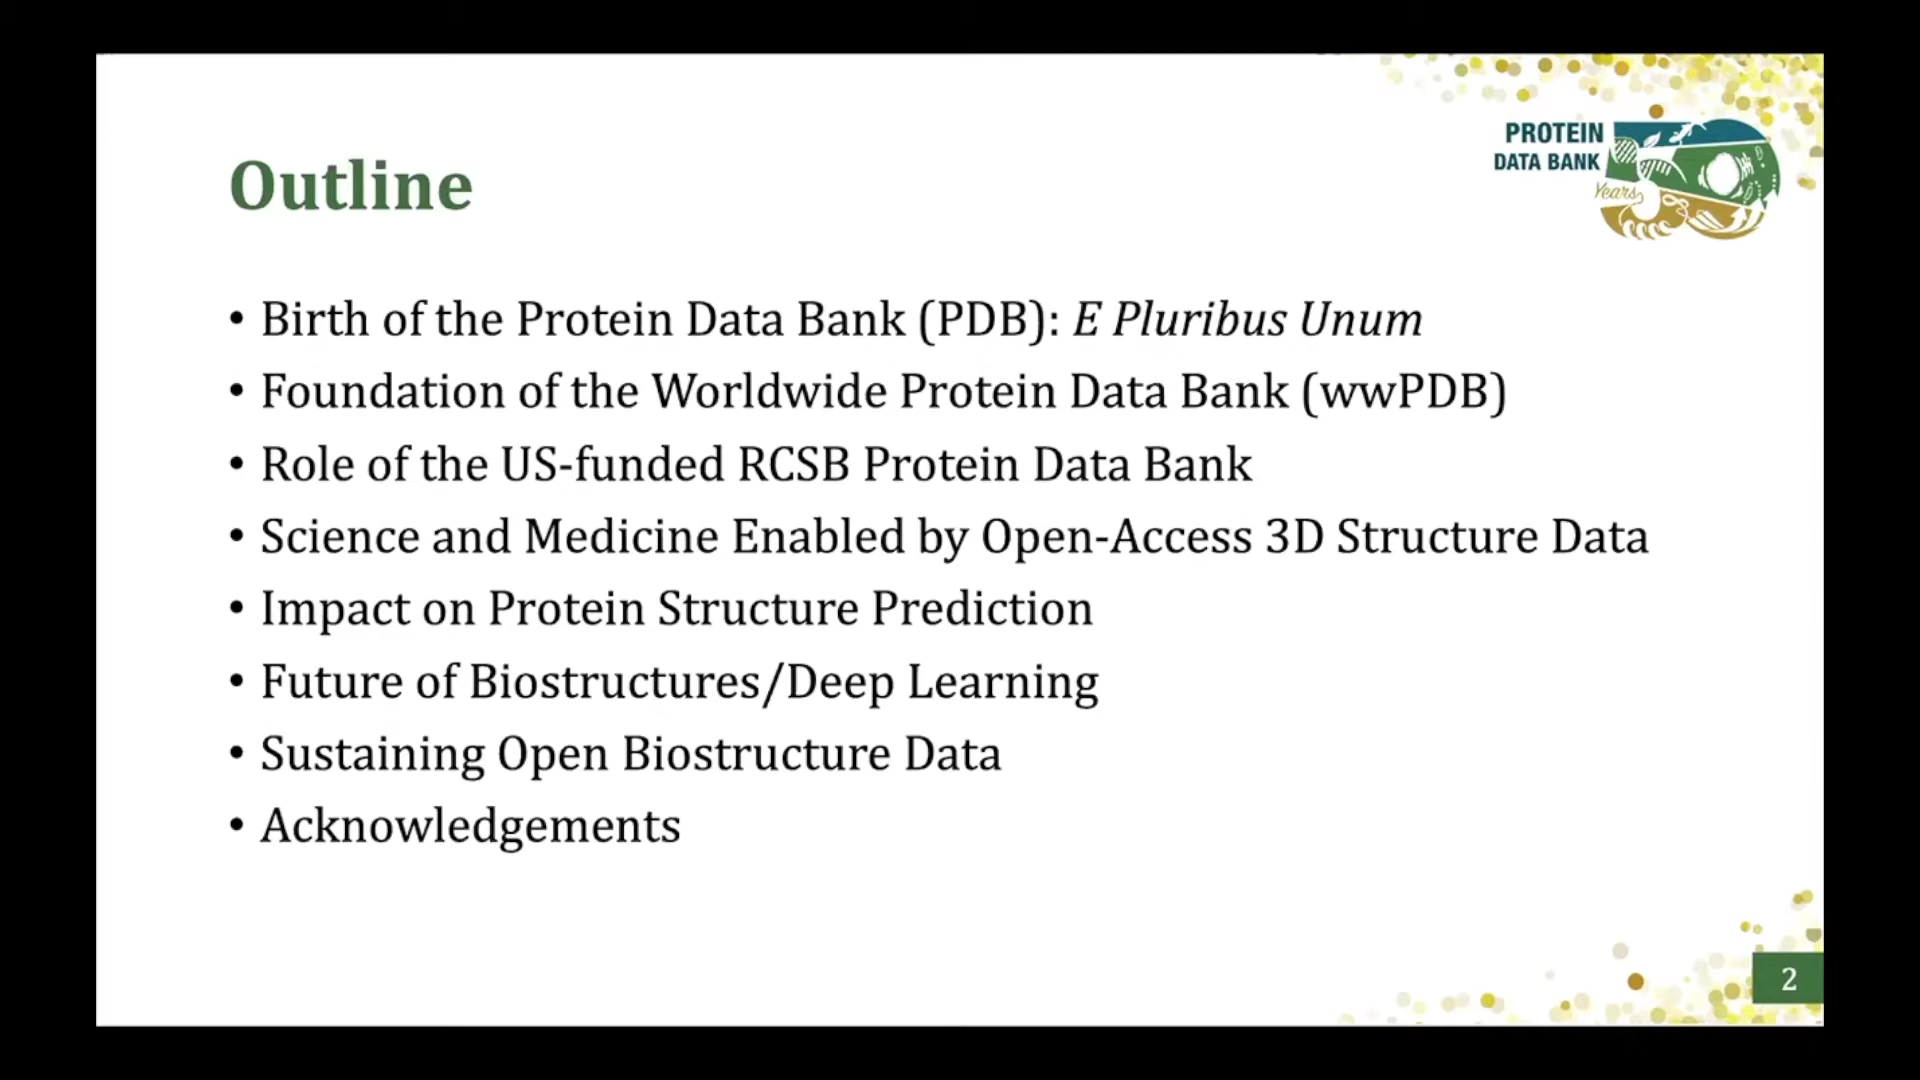 PROTEIN
DATA BANK
Years
Outline
• Birth of the Protein Data Bank (PDB): E Pluribus Unum
• Foundation of the Worldwide Protein Data Bank (wwPDB)
• Role of the US-funded RCSB Protein Data Bank
• Science and Medicine Enabled by Open-Access 3D Structure Data
• Impact on Protein Structure Prediction
• Future of Biostructures/Deep Learning
• Sustaining Open Biostructure Data
• Acknowledgements
2